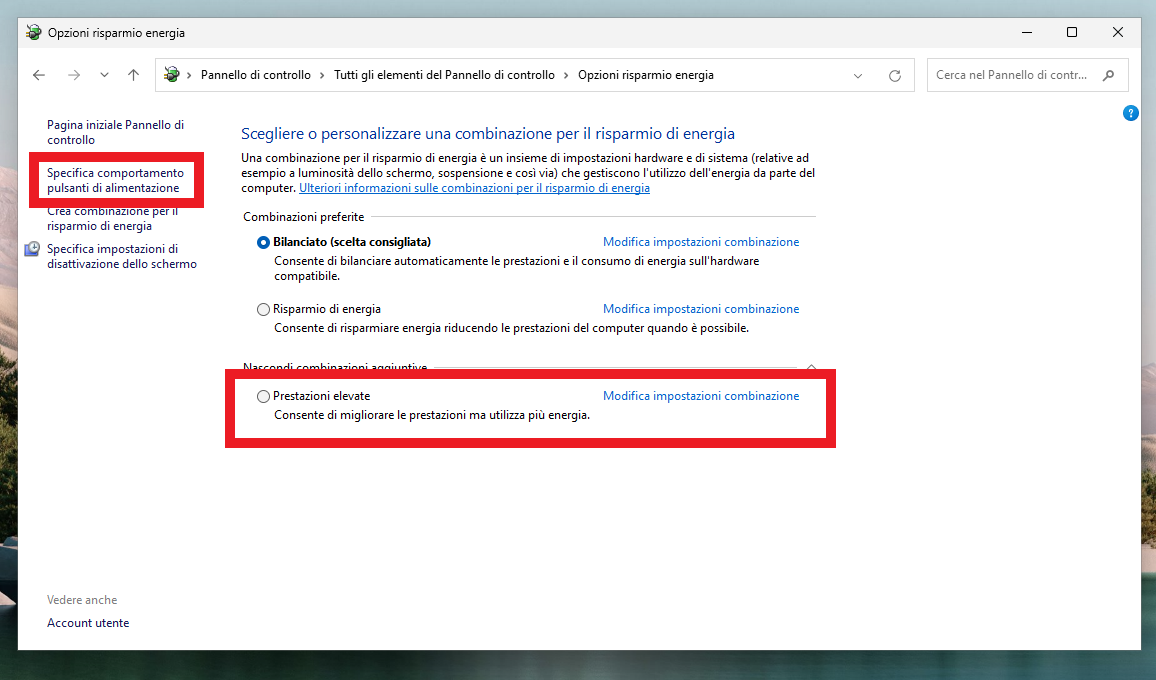 Opzioni risparmio energia
Pannello di controllo > Tutti gli elementi del Pannello di controllo > Opzioni risparmio energia
Cerca nel Pannello di contr...
Pagina iniziale Pannello di
controllo
Specifica comportamento
pulsanti di alimentazione
Crea combinazione per il
risparmio di energia
Specifica impostazioni di
disattivazione dello schermo
Vedere anche
Account utente
Scegliere o personalizzare una combinazione per il risparmio di energia
Una combinazione per il risparmio di energia è un insieme di impostazioni hardware e di sistema (relative ad
esempio a luminosità dello schermo, sospensione e così via) che gestiscono l'utilizzo dell'energia da parte del
computer. Ulteriori informazioni sulle combinazioni per il risparmio di energia
Combinazioni preferite
Bilanciato (scelta consigliata) Modifica impostazioni combinazione
Consente di bilanciare automaticamente le prestazioni e il consumo di energia sull'hardware
compatibile.
Risparmio di energia Modifica impostazioni combinazione
Consente di risparmiare energia riducendo le prestazioni del computer quando è possibile.
Nascondi combinazioni aggiuntive
Prestazioni elevate Modifica impostazioni combinazione
Consente di migliorare le prestazioni ma utilizza più energia.
?